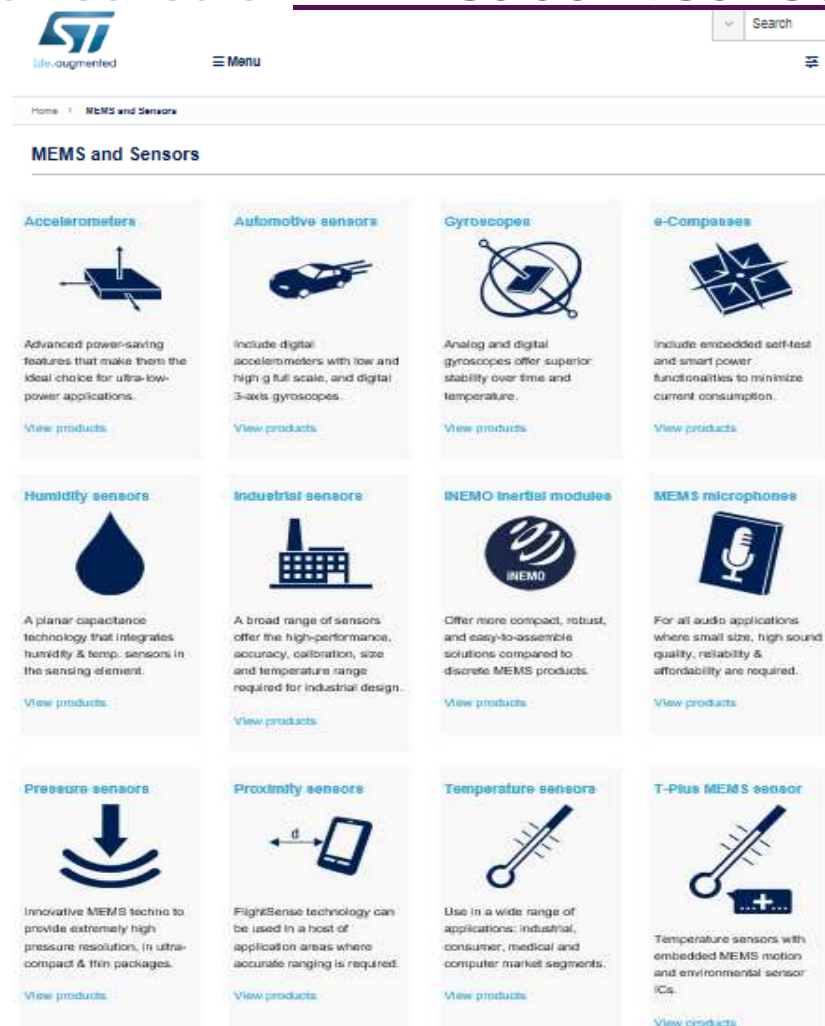 ST
life.augmented
Menu
Search
Home > MEMS and Sensors
MEMS and Sensors
Accelerometers
Advanced power-saving
features that make them the
ideal choice for ultra-low-
power applications.
View products
Automotive sensors
Include digital
accelerometers with low and
high g full scale, and digital
3-axis gyroscopes.
View products
Gyroscopes
Analog and digital
gyroscopes offer superior
stability over time and
temperature.
View products
e-Compasses
Include embedded self-test
and smart power
functionalities to minimize
current consumption.
View products
Humidity sensors
A planar capacitance
technology that integrates
humidity & temp. sensors in
the sensing element.
View products
Industrial sensors
A broad range of sensors
offer the high-performance,
accuracy, calibration, size
and temperature range
required for industrial design.
View products
iNEMO Inertial modules
iNEMO
Offer more compact, robust,
and easy-to-assemble
solutions compared to
discrete MEMS products.
View products
MEMS microphones
For all audio applications
where small size, high sound
quality, reliability &
affordability are required.
View products
Pressure sensors
Innovative MEMS techno to
provide extremely high
pressure resolution, in ultra-
compact & thin packages.
View products
Proximity sensors
d
FlightSense technology can
be used in a host of
application areas where
accurate ranging is required.
View products
Temperature sensors
Use in a wide range of
applications: industrial,
consumer, medical and
computer market segments.
View products
T-Plus MEMS sensor
...+...
Temperature sensors with
embedded MEMS motion
and environmental sensor
ICs.
View products